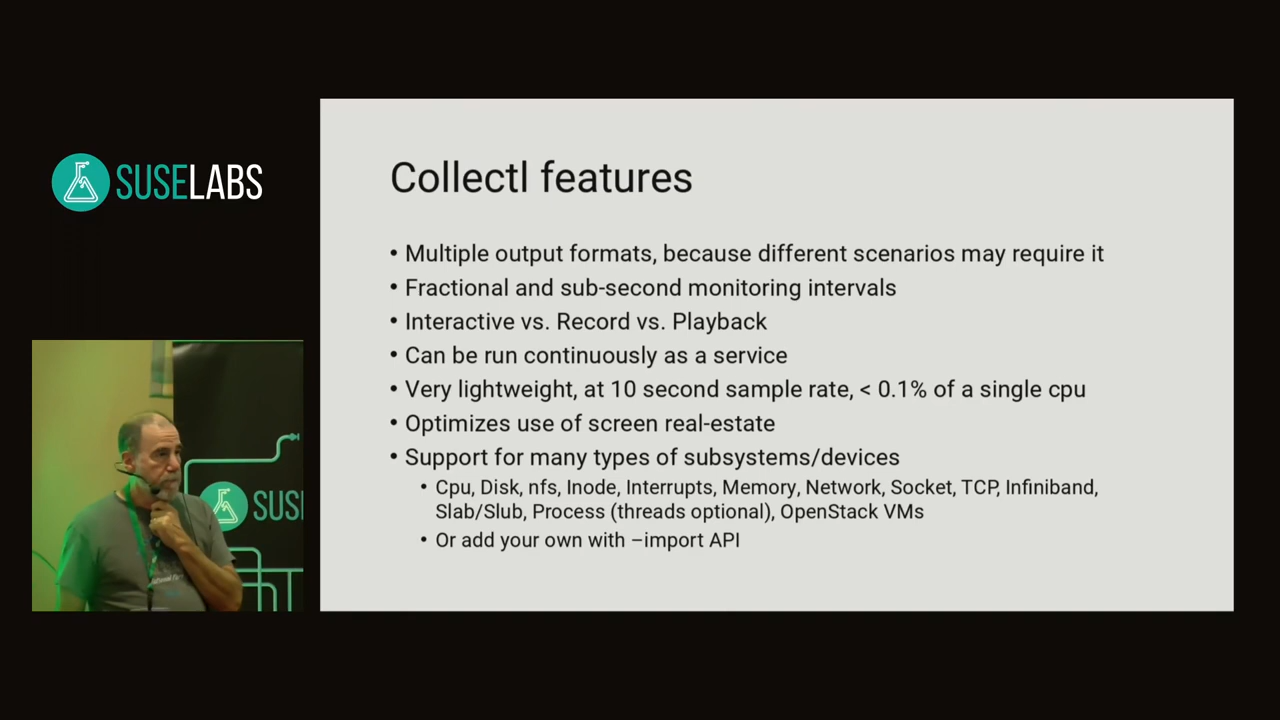 SUSELABS
Collectl features
• Multiple output formats, because different scenarios may require it
• Fractional and sub-second monitoring intervals
• Interactive vs. Record vs. Playback
• Can be run continuously as a service
• Very lightweight, at 10 second sample rate, < 0.1% of a single cpu
• Optimizes use of screen real-estate
• Support for many types of subsystems/devices
• Cpu, Disk, nfs, Inode, Interrupts, Memory, Network, Socket, TCP, Infiniband,
Slab/Slub, Process (threads optional), OpenStack VMs
• Or add your own with –import API
SUS